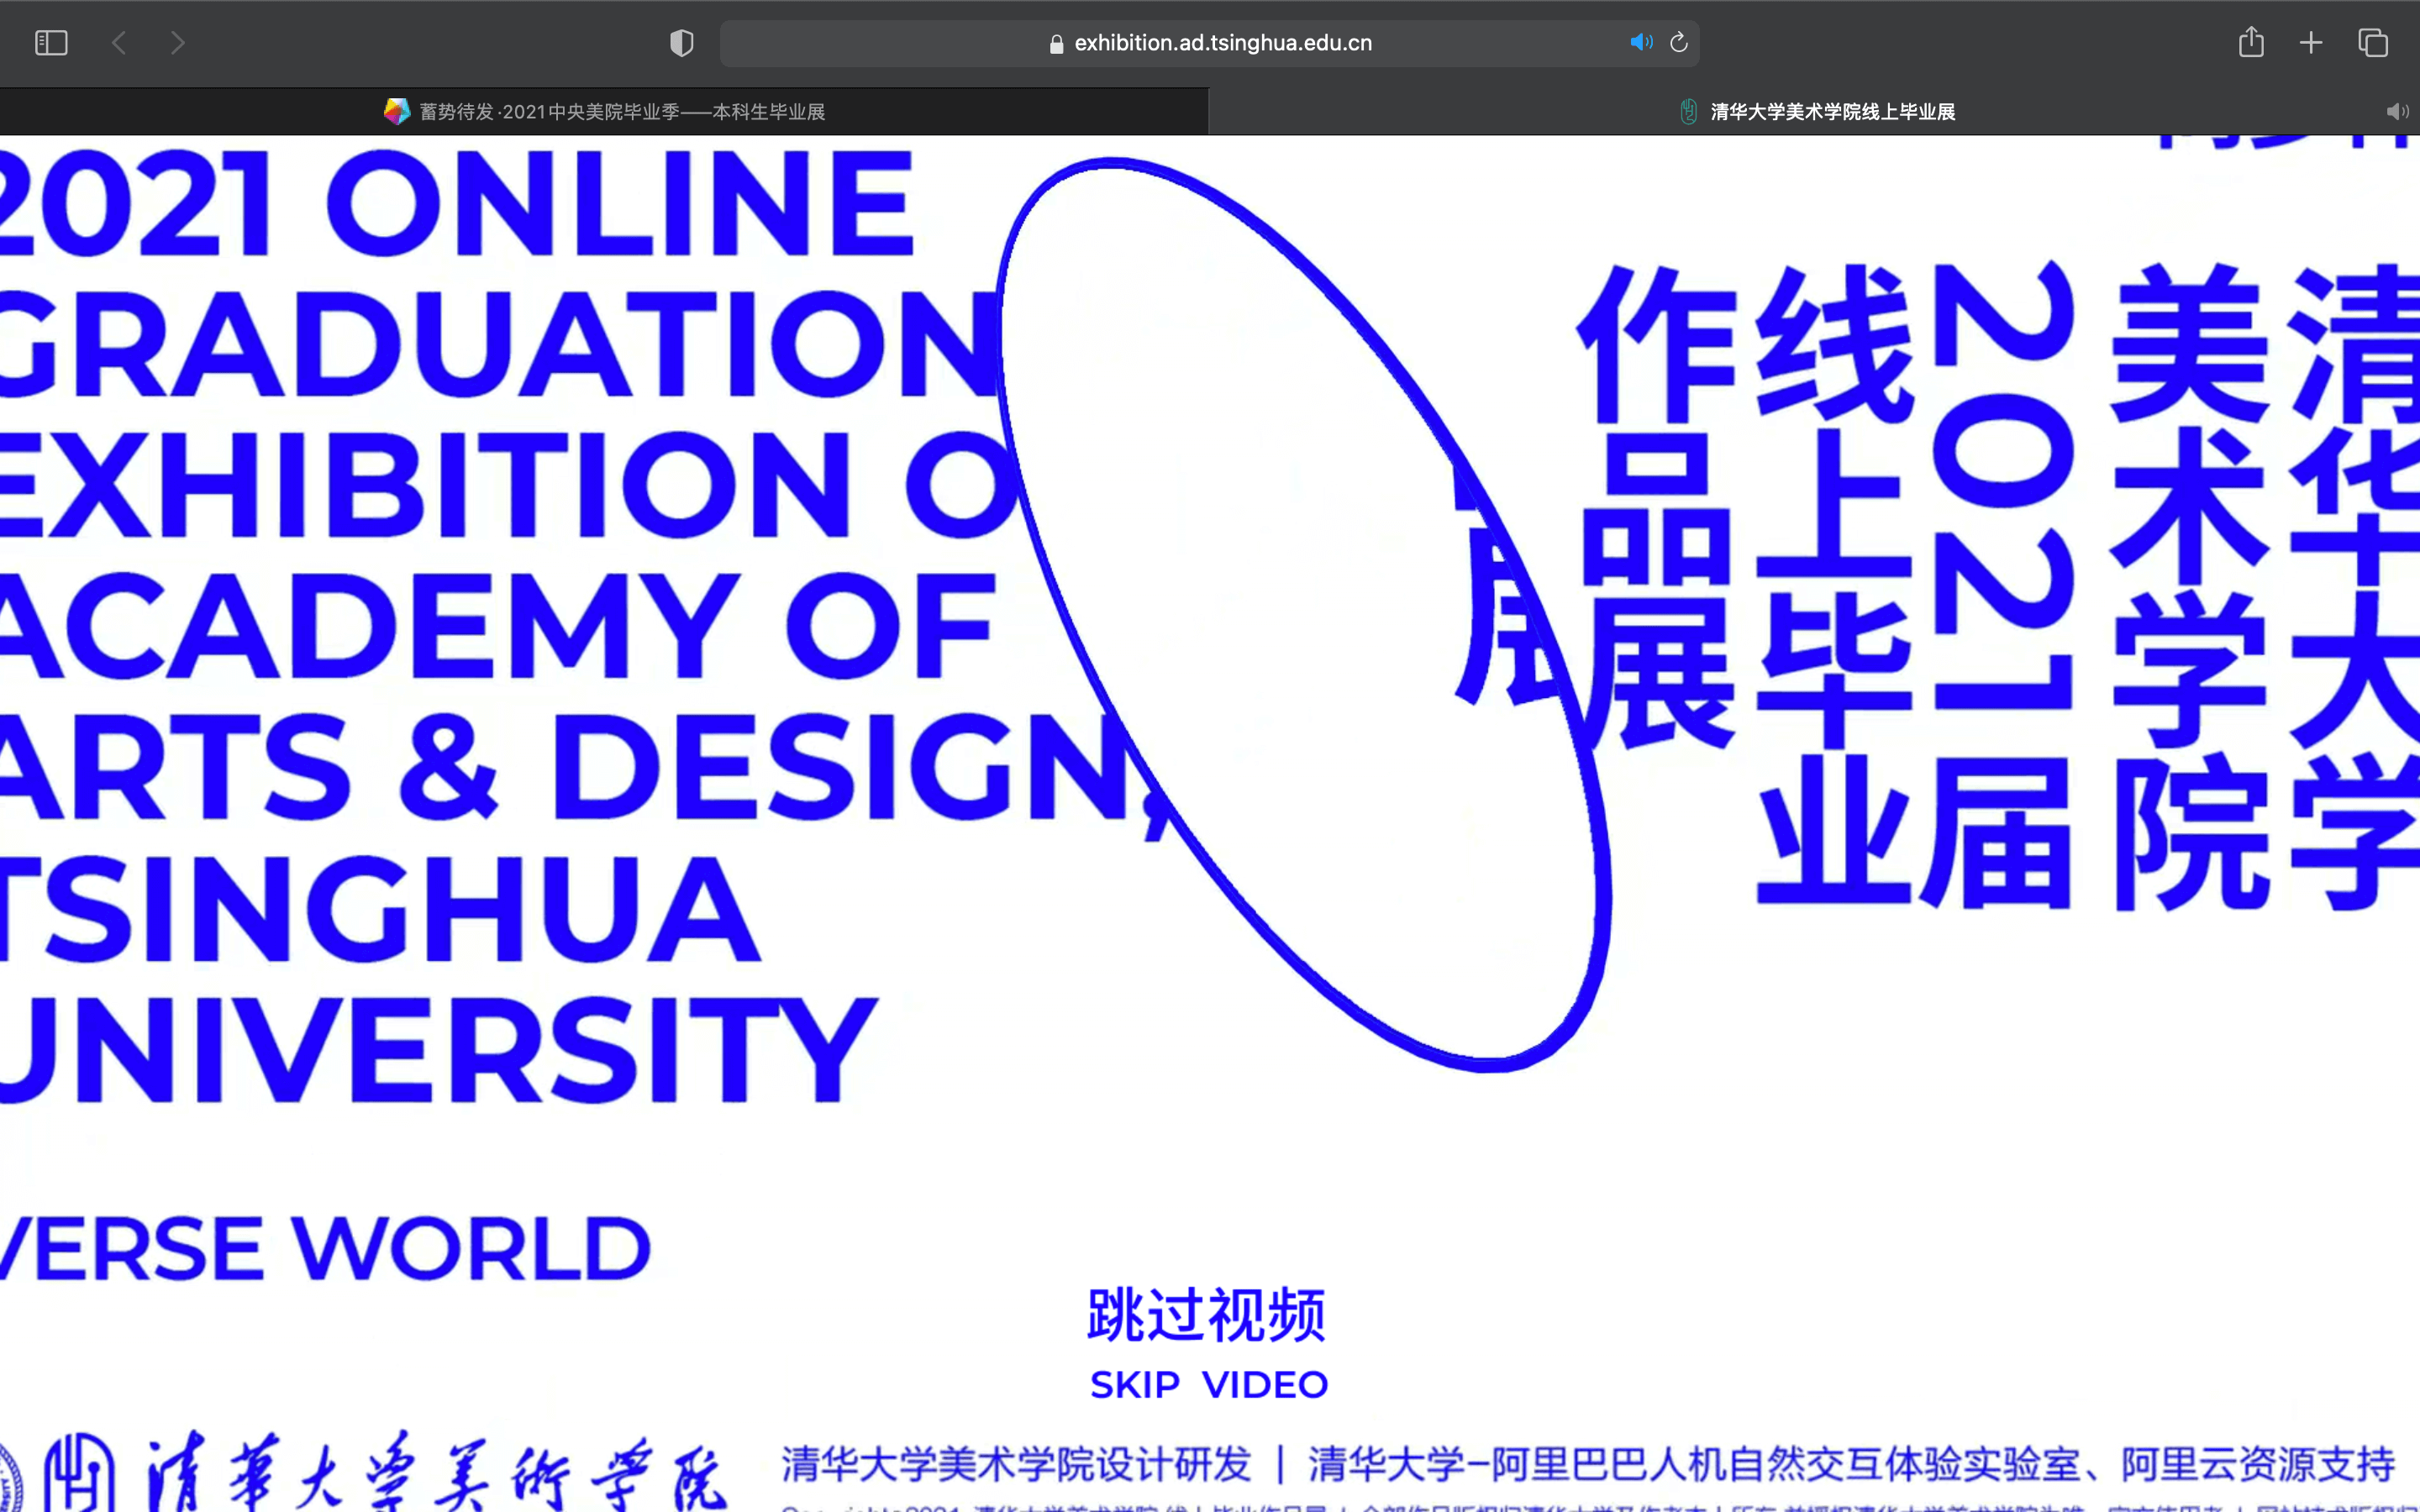 exhibition.ad.tsinghua.edu.cn
蓄势待发·2021中央美院毕业季——本科生毕业展
清华大学美术学院线上毕业展
2021 ONLINE
GRADUATION
EXHIBITION O
ACADEMY OF
ARTS & DESIGN,
TSINGHUA
UNIVERSITY
清华大学
美术学院
2021届
线上毕业
作品展
VERSE WORLD
跳过视频
SKIP VIDEO
清華大学美術学院
清华大学美术学院设计研发 | 清华大学-阿里巴巴人机自然交互体验实验室、阿里云资源支持